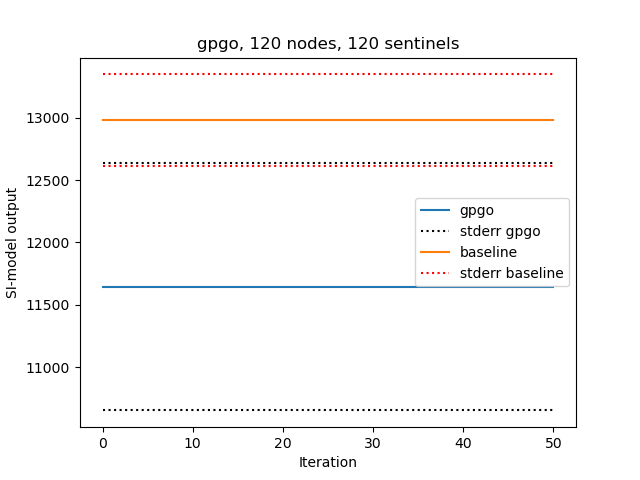 gpgo, 120 nodes, 120 sentinels
SI-model output
13000
12500
12000
11500
11000
gpgo
stderr gpgo
baseline
stderr baseline
0 10 20 30 40 50
Iteration